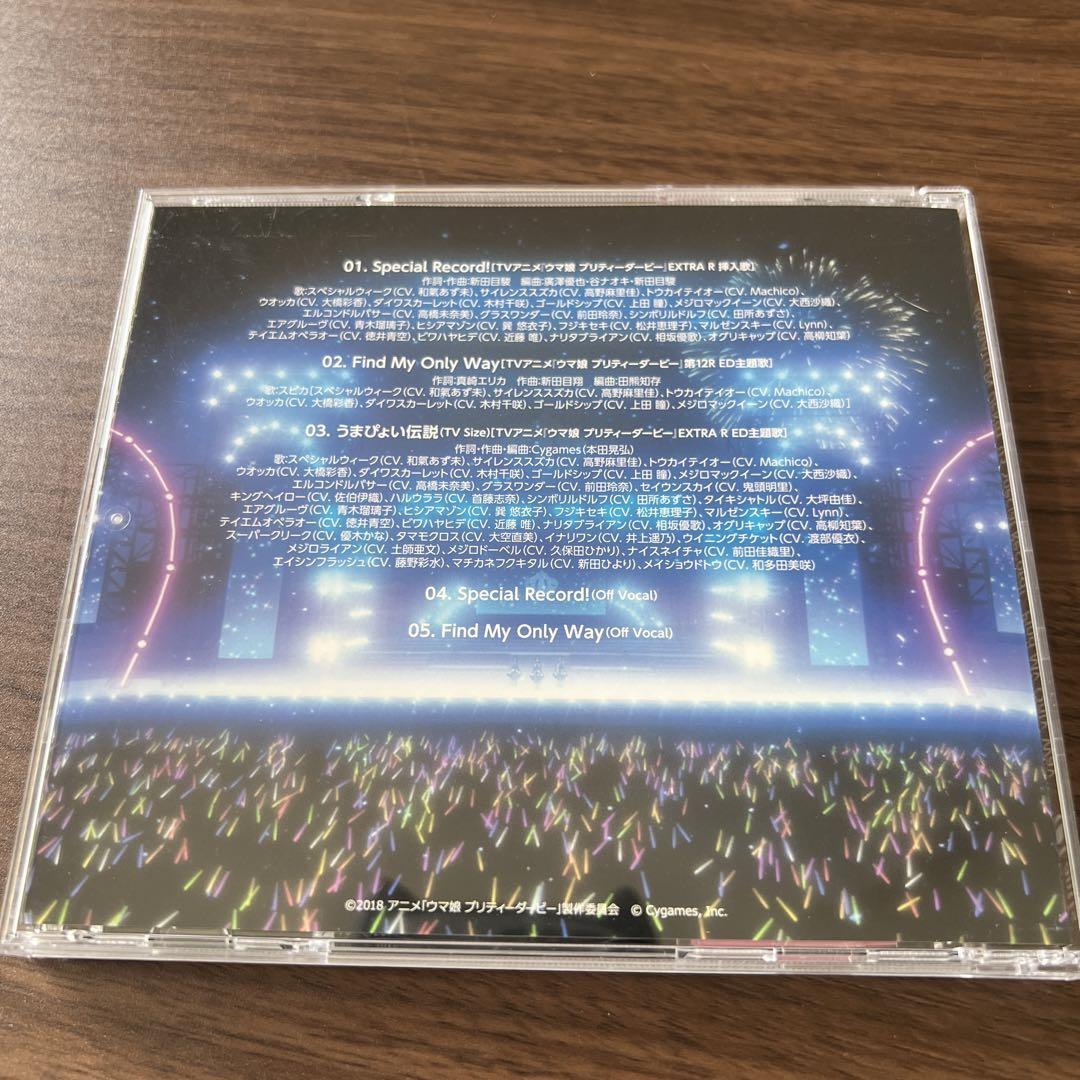 01. Special Record![TVアニメ『ウマ娘 プリティーダービー』EXTRA R 挿入歌]
作詞・作曲:新田目駿　編曲:廣澤優也・谷ナオキ・新田目駿
歌:スペシャルウィーク(CV. 和氣あず未)、サイレンススズカ(CV. 高野麻里佳)、トウカイテイオー(CV. Machico)、
ウオッカ(CV. 大橋彩香)、ダイワスカーレット(CV. 木村千咲)、ゴールドシップ(CV. 上田 瞳)、メジロマックイーン(CV. 大西沙織)、
エルコンドルパサー(CV. 高橋未奈美)、グラスワンダー(CV. 前田玲奈)、シンボリルドルフ(CV. 田所あずさ)、
エアグルーヴ(CV. 青木瑠璃子)、ヒシアマゾン(CV. 巽 悠衣子)、フジキセキ(CV. 松井恵理子)、マルゼンスキー(CV. Lynn)、
テイエムオペラオー(CV. 徳井青空)、ビワハヤヒデ(CV. 近藤 唯)、ナリタブライアン(CV. 相坂優歌)、オグリキャップ(CV. 高柳知葉)
02. Find My Only Way[TVアニメ『ウマ娘 プリティーダービー』第12R ED主題歌]
作詞:真崎エリカ　作曲:新田目翔　編曲:田熊知存
歌:スピカ[スペシャルウィーク(CV. 和氣あず未)、サイレンススズカ(CV. 高野麻里佳)、トウカイテイオー(CV. Machico)、
ウオッカ(CV. 大橋彩香)、ダイワスカーレット(CV. 木村千咲)、ゴールドシップ(CV. 上田 瞳)、メジロマックイーン(CV. 大西沙織)]
03. うまぴょい伝説(TV Size)[TVアニメ『ウマ娘 プリティーダービー』EXTRA R ED主題歌]
作詞・作曲・編曲:Cygames(本田晃弘)
歌:スペシャルウィーク(CV. 和氣あず未)、サイレンススズカ(CV. 高野麻里佳)、トウカイテイオー(CV. Machico)、
ウオッカ(CV. 大橋彩香)、ダイワスカーレット(CV. 木村千咲)、ゴールドシップ(CV. 上田 瞳)、メジロマックイーン(CV. 大西沙織)、
エルコンドルパサー(CV. 高橋未奈美)、グラスワンダー(CV. 前田玲奈)、セイウンスカイ(CV. 鬼頭明里)、
キングヘイロー(CV. 佐伯伊織)、ハルウララ(CV. 首藤志奈)、シンボリルドルフ(CV. 田所あずさ)、タイキシャトル(CV. 大坪由佳)、
エアグルーヴ(CV. 青木瑠璃子)、ヒシアマゾン(CV. 巽 悠衣子)、フジキセキ(CV. 松井恵理子)、マルゼンスキー(CV. Lynn)、
テイエムオペラオー(CV. 徳井青空)、ビワハヤヒデ(CV. 近藤 唯)、ナリタブライアン(CV. 相坂優歌)、オグリキャップ(CV. 高柳知葉)、
スーパークリーク(CV. 優木かな)、タマモクロス(CV. 大空直美)、イナリワン(CV. 井上遥乃)、ウイニングチケット(CV. 渡部優衣)、
メジロライアン(CV. 土師亜文)、メジロドーベル(CV. 久保田ひかり)、ナイスネイチャ(CV. 前田佳織里)、
エイシンフラッシュ(CV. 藤野彩水)、マチカネフクキタル(CV. 新田ひより)、メイショウドトウ(CV. 和多田美咲)
04. Special Record!(Off Vocal)
05. Find My Only Way(Off Vocal)
©2018 アニメ「ウマ娘 プリティーダービー」製作委員会　© Cygames, Inc.